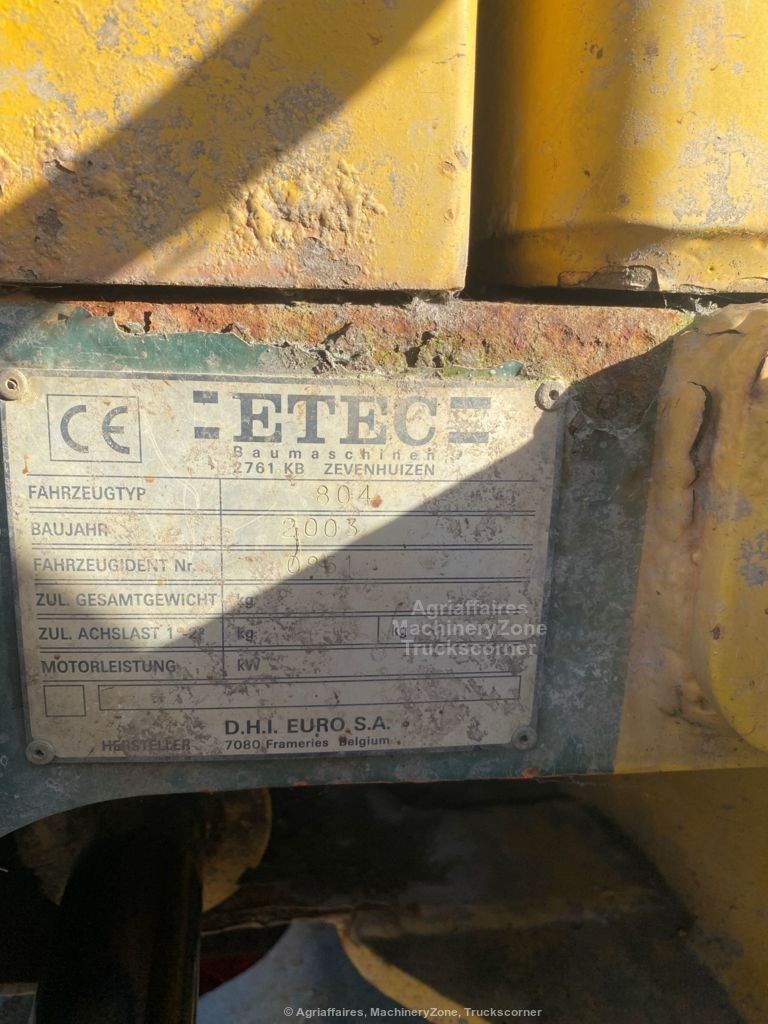 CE ETEC
Baumaschinen
2761 KB ZEVENHUIZEN
FAHRZEUGTYP 804
BAUJAHR 2003
FAHRZEUGIDENT Nr.
ZUL. GESAMTGEWICHT kg
ZUL. ACHSLAST 1°-2° kg kg
MOTORLEISTUNG kW
D.H.I. EURO S.A.
HERSTELLER 7080 Frameries Belgium
Agriaffaires
MachineryZone
Truckscorner
© Agriaffaires, MachineryZone, Truckscorner